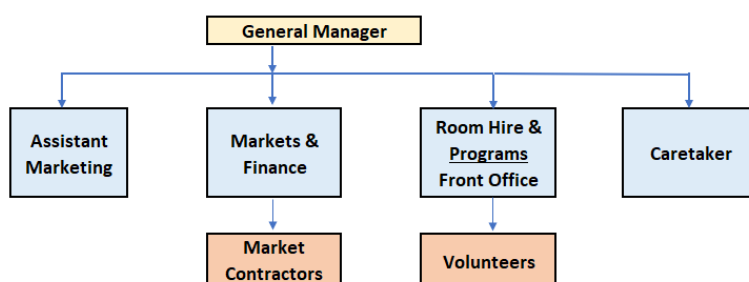 General Manager
Assistant
Marketing
Markets &
Finance
Room Hire &
Programs
Front Office
Caretaker
Market
Contractors
Volunteers